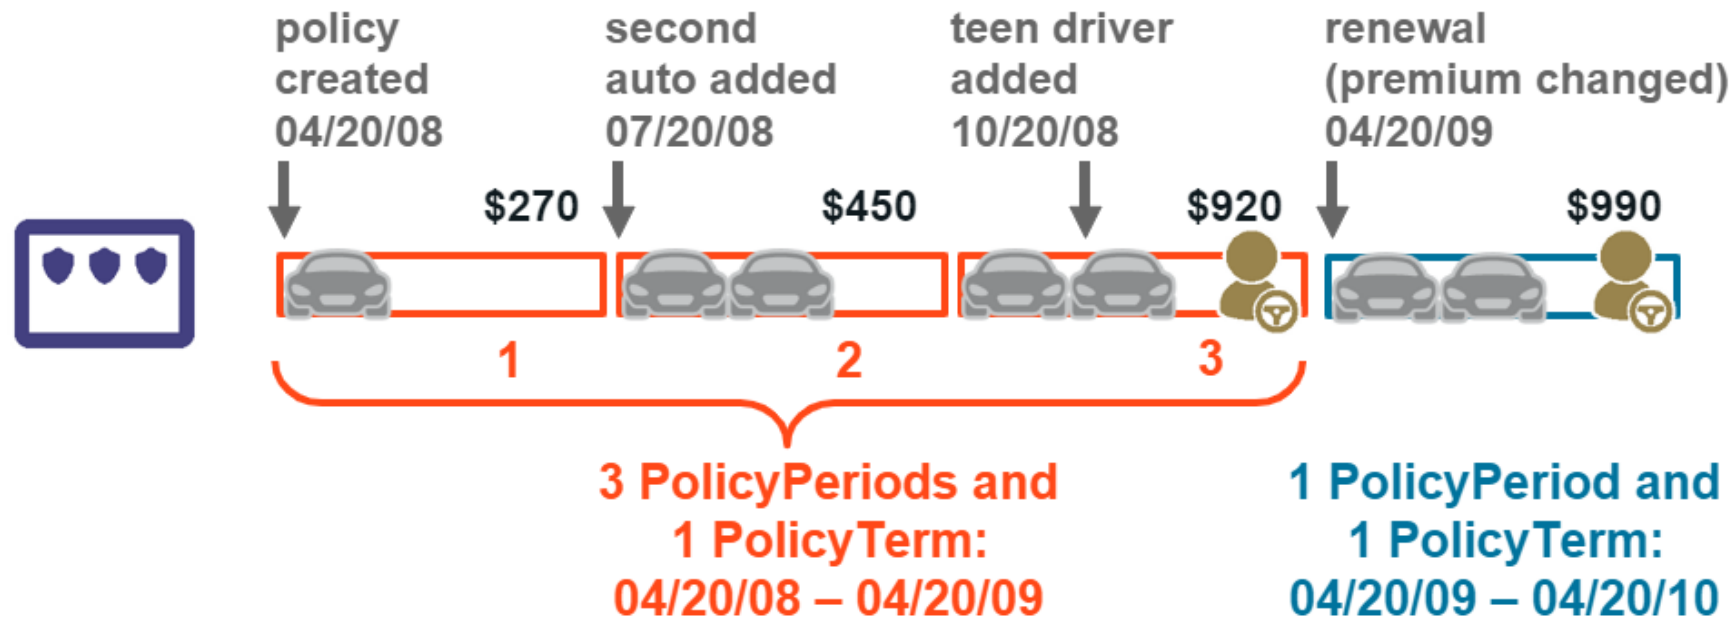 policy
created
04/20/08
second
auto added
07/20/08
teen driver
added
10/20/08
renewal
(premium changed)
04/20/09
$270
$450
$920
$990
1
2
3
3 PolicyPeriods and
1 PolicyTerm:
04/20/08 – 04/20/09
1 PolicyPeriod and
1 PolicyTerm:
04/20/09 – 04/20/10